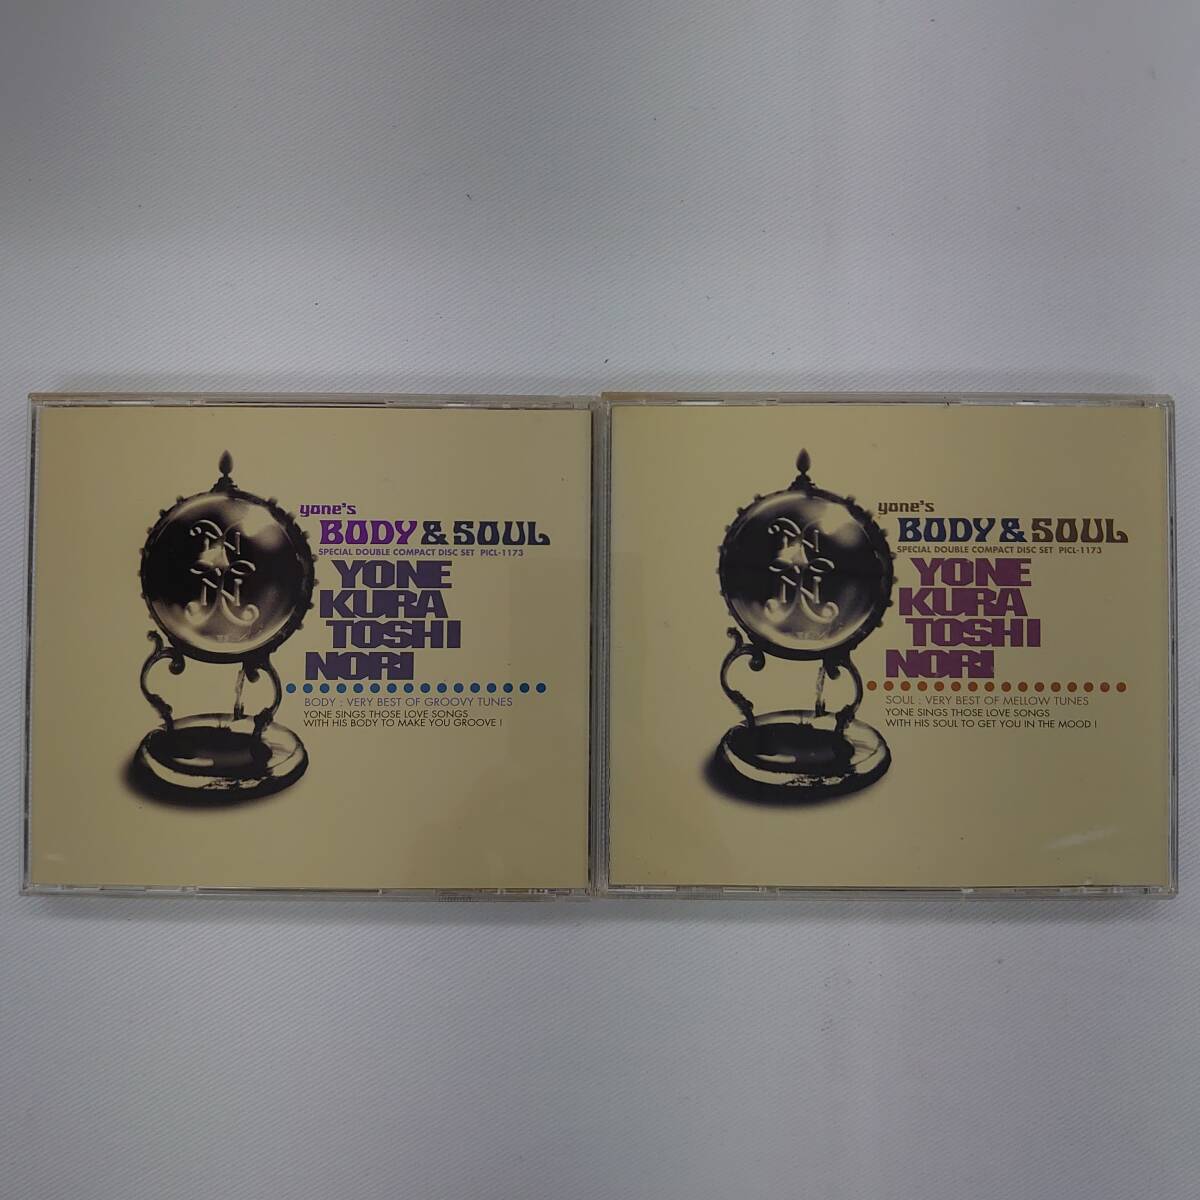 yone's
BODY & SOUL
SPECIAL DOUBLE COMPACT DISC SET PICL-1173
YONE
KURA
TOSHI
NORI
BODY : VERY BEST OF GROOVY TUNES
YONE SINGS THOSE LOVE SONGS
WITH HIS BODY TO MAKE YOU GROOVE !
yone's
BODY & SOUL
SPECIAL DOUBLE COMPACT DISC SET PICL-1173
YONE
KURA
TOSHI
NORI
SOUL : VERY BEST OF MELLOW TUNES
YONE SINGS THOSE LOVE SONGS
WITH HIS SOUL TO GET YOU IN THE MOOD !